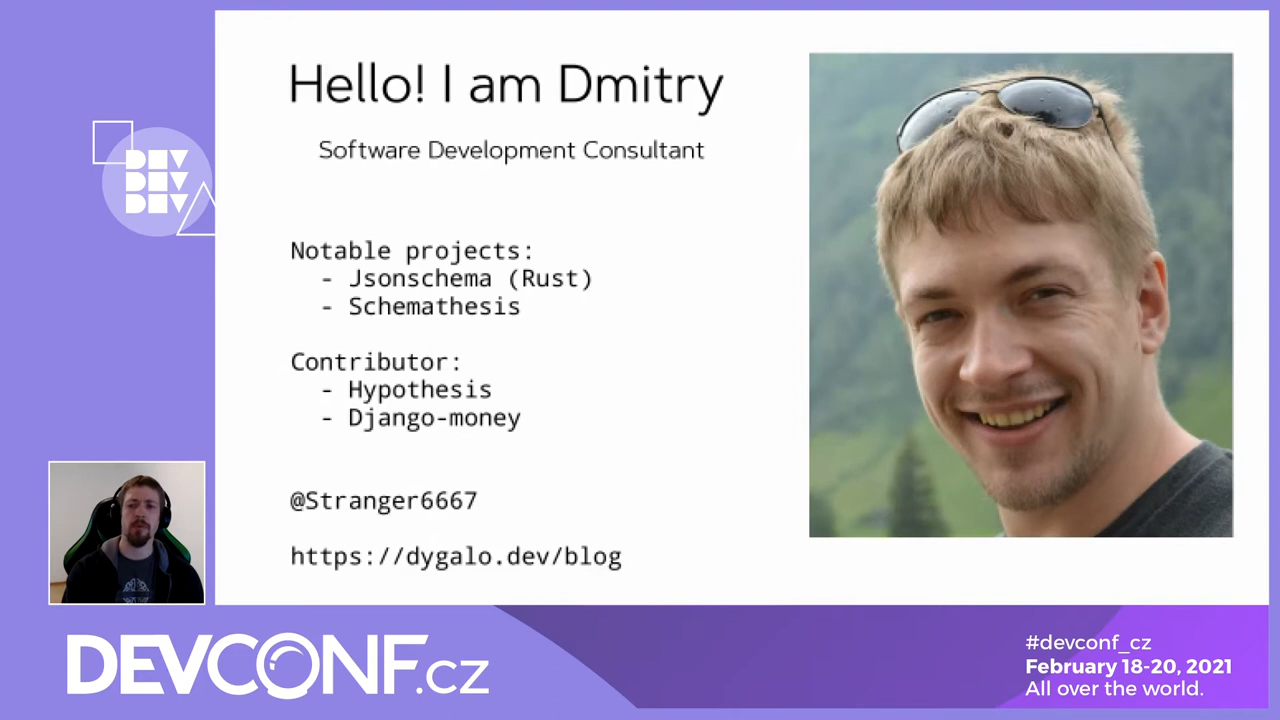 Hello! I am Dmitry
Software Development Consultant
DEV
DEV
DEV
Notable projects:
- Jsonschema (Rust)
- Schemathesis
Contributor:
- Hypothesis
- Django-money
@Stranger6667
https://dygalo.dev/blog
DEVCONF.cz
#devconf_cz
February 18-20, 2021
All over the world.